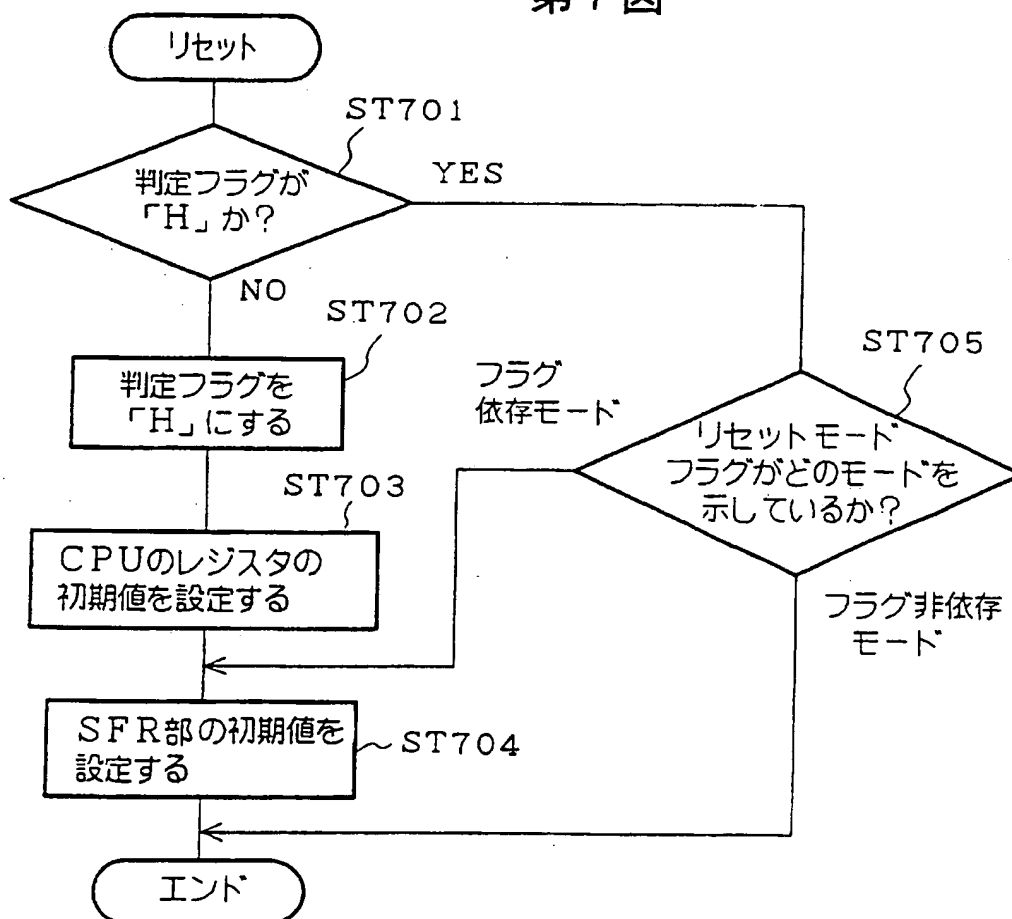 第7図
リセット
ST701
判定フラグが
「H」か?
YES
NO
ST702
判定フラグを
「H」にする
ST703
CPUのレジスタの
初期値を設定する
SFR部の初期値を
設定する
ST704
エンド
フラグ
依存モード
ST705
リセットモード
フラグがどのモードを
示しているか?
フラグ非依存
モード